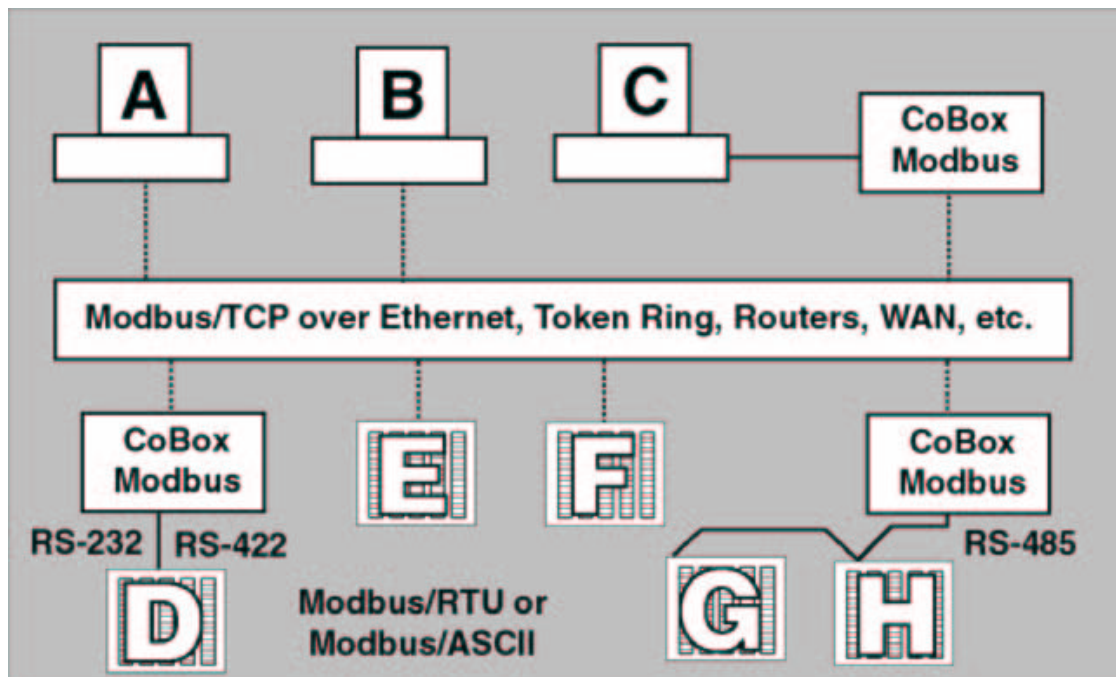 A
B
C
CoBox
Modbus
Modbus/TCP over Ethernet, Token Ring, Routers, WAN, etc.
CoBox
Modbus
E
F
CoBox
Modbus
RS-232
RS-422
RS-485
D
Modbus/RTU or
Modbus/ASCII
G
H